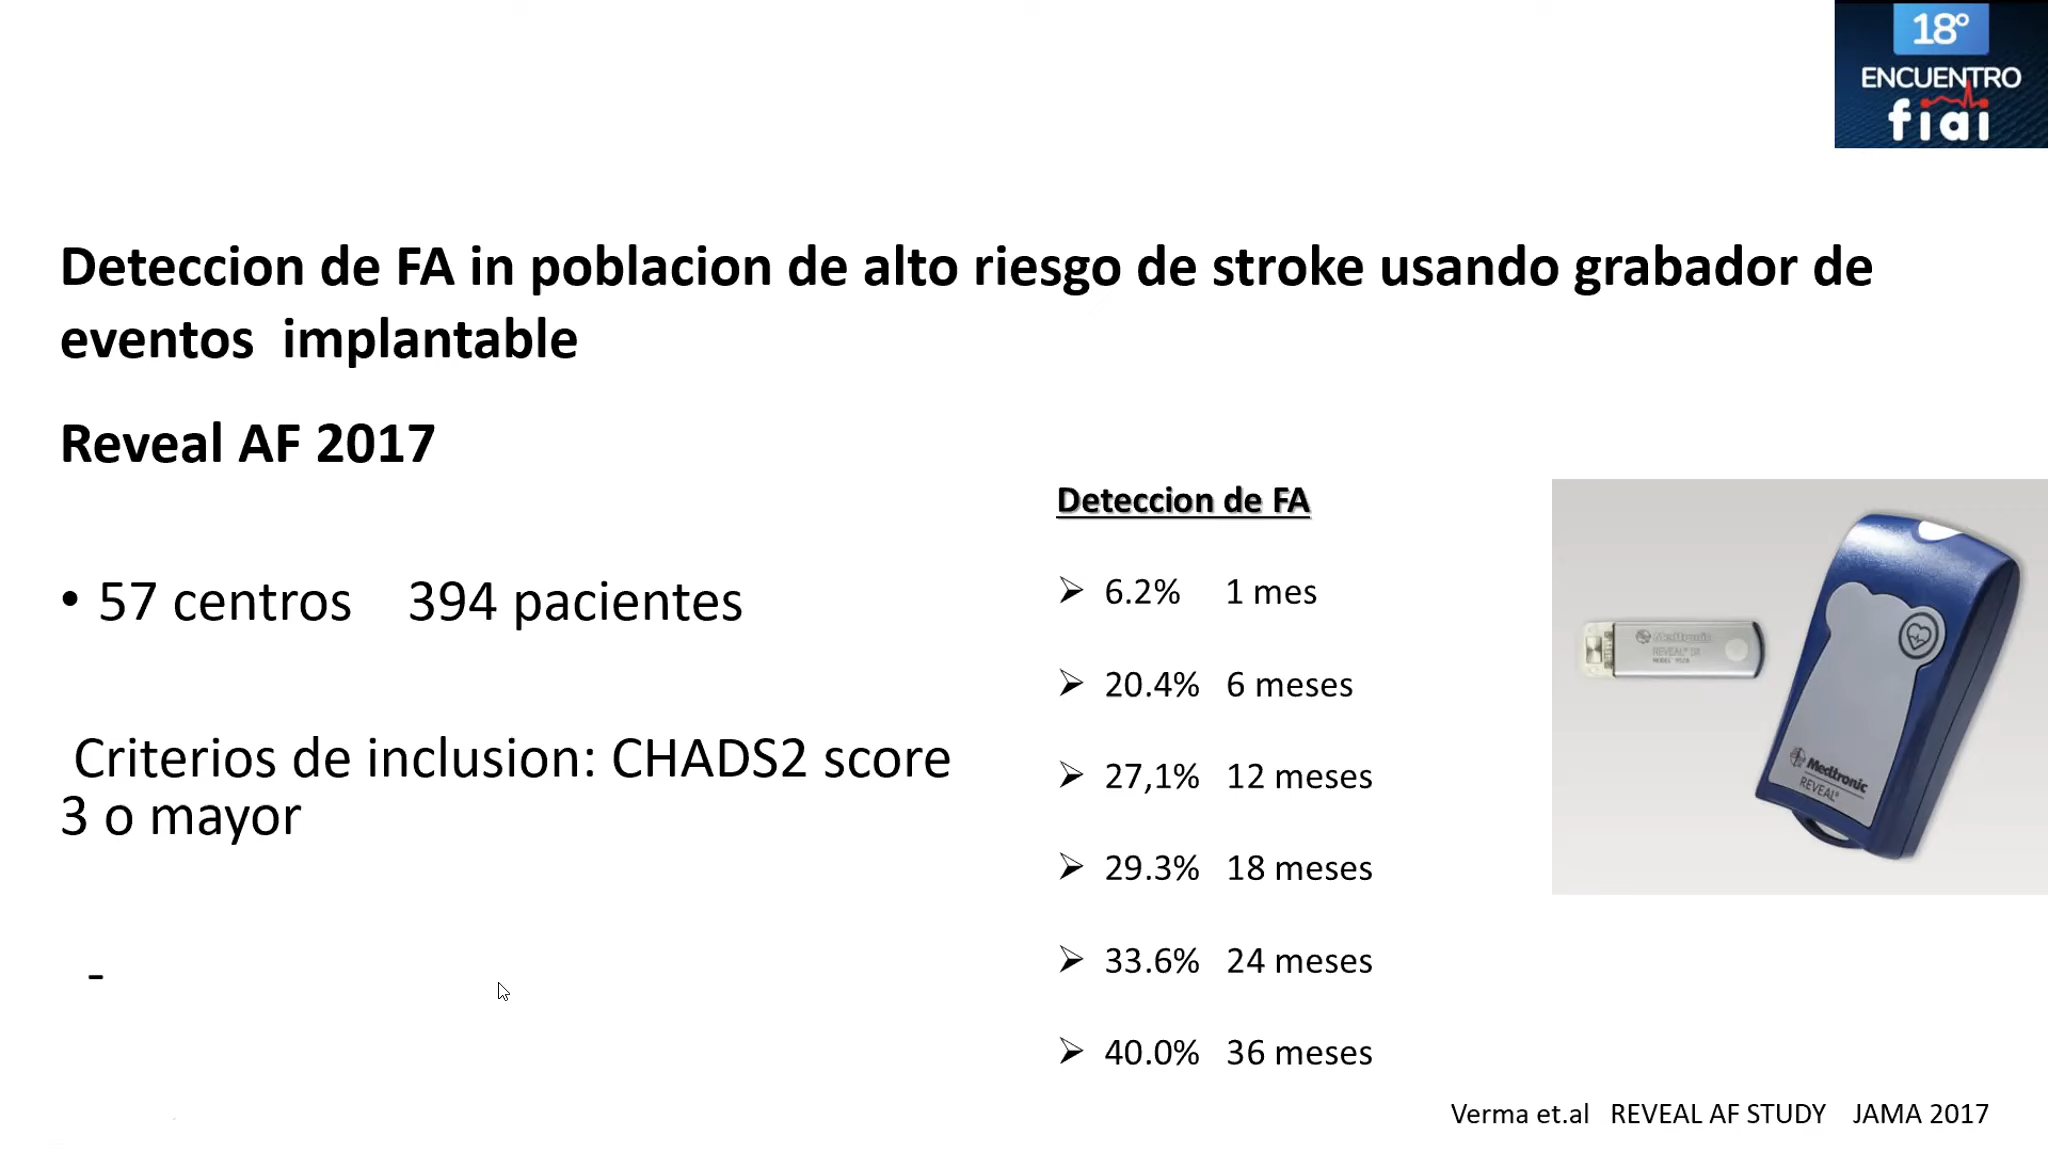 18º
ENCUENTRO
fiai
Deteccion de FA in poblacion de alto riesgo de stroke usando grabador de
eventos implantable
Reveal AF 2017
• 57 centros 394 pacientes
Criterios de inclusion: CHADS2 score
3 o mayor
-
Deteccion de FA
➢ 6.2% 1 mes
➢ 20.4% 6 meses
➢ 27,1% 12 meses
➢ 29.3% 18 meses
➢ 33.6% 24 meses
➢ 40.0% 36 meses
Medtronic
REVEAL®
Medtronic
REVEAL®
Verma et.al REVEAL AF STUDY JAMA 2017